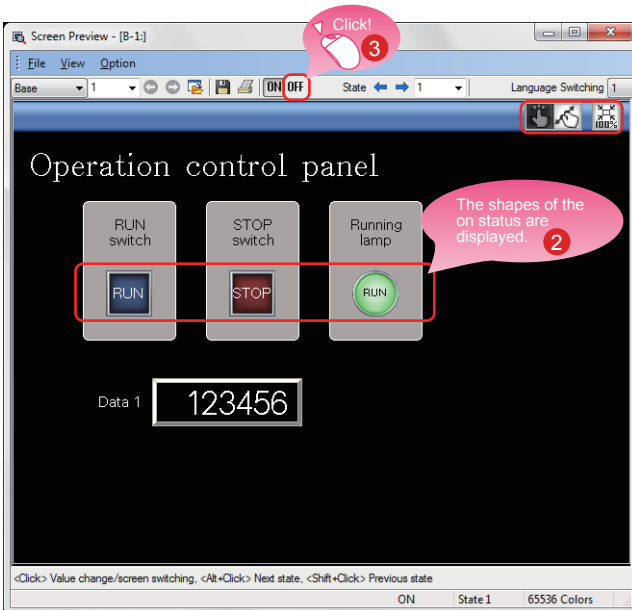 Click!
3
Screen Preview - [B-1:]
File View Option
Base 1 ON OFF State 1 Language Switching 1
100%
Operation control panel
The shapes of the
on status are
displayed.
2
RUN
switch
STOP
switch
Running
lamp
RUN
STOP
RUN
Data 1 123456
<Click> Value change/screen switching, <Alt+Click> Next state, <Shift+Click> Previous state
ON State 1 65536 Colors